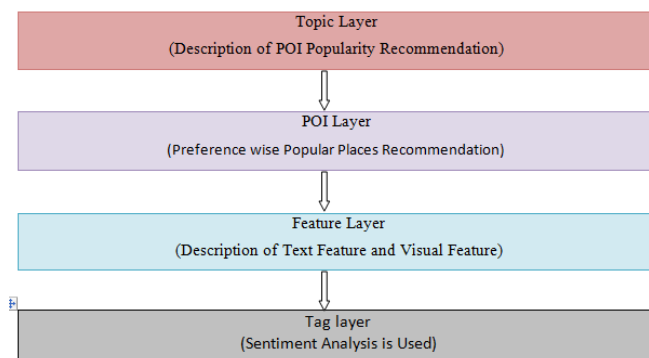 Topic Layer
(Description of POI Popularity Recommendation)
POI Layer
(Preference wise Popular Places Recommendation)
Feature Layer
(Description of Text Feature and Visual Feature)
Tag layer
(Sentiment Analysis is Used)